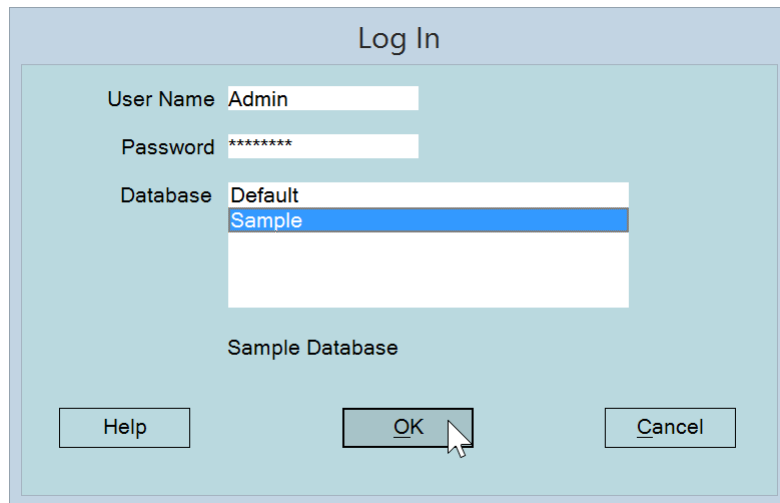 Log In
User Name Admin
Password ********
Database Default
Sample
Sample Database
Help OK Cancel